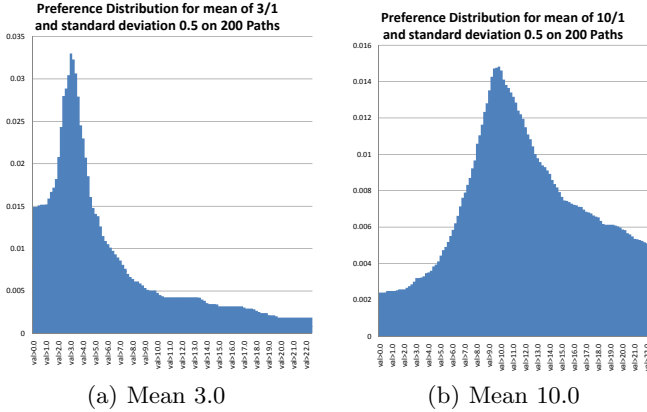 Preference Distribution for mean of 3/1
and standard deviation 0.5 on 200 Paths
0.035
0.03
0.025
0.02
0.015
0.01
0.005
0
val>0.0
val>1.0
val>2.0
val>3.0
val>4.0
val>5.0
val>6.0
val>7.0
val>8.0
val>9.0
val>10.0
val>11.0
val>12.0
val>13.0
val>14.0
val>15.0
val>16.0
val>17.0
val>18.0
val>19.0
val>20.0
val>21.0
val>22.0
(a) Mean 3.0
Preference Distribution for mean of 10/1
and standard deviation 0.5 on 200 Paths
0.016
0.014
0.012
0.01
0.008
0.006
0.004
0.002
0
val>0.0
val>1.0
val>2.0
val>3.0
val>4.0
val>5.0
val>6.0
val>7.0
val>8.0
val>9.0
val>10.0
val>11.0
val>12.0
val>13.0
val>14.0
val>15.0
val>16.0
val>17.0
val>18.0
val>19.0
val>20.0
val>21.0
(b) Mean 10.0